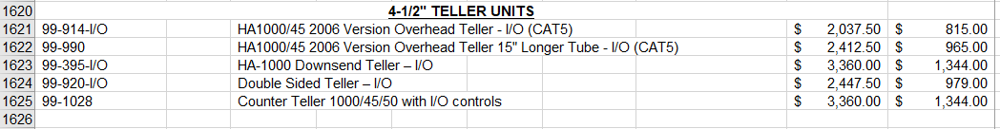 1620 4-1/2" TELLER UNITS
1621 99-914-I/O HA1000/45 2006 Version Overhead Teller - I/O (CAT5) $ 2,037.50 $ 815.00
1622 99-990 HA1000/45 2006 Version Overhead Teller 15" Longer Tube - I/O (CAT5) $ 2,412.50 $ 965.00
1623 99-395-I/O HA-1000 Downsend Teller – I/O $ 3,360.00 $ 1,344.00
1624 99-920-I/O Double Sided Teller – I/O $ 2,447.50 $ 979.00
1625 99-1028 Counter Teller 1000/45/50 with I/O controls $ 3,360.00 $ 1,344.00
1626